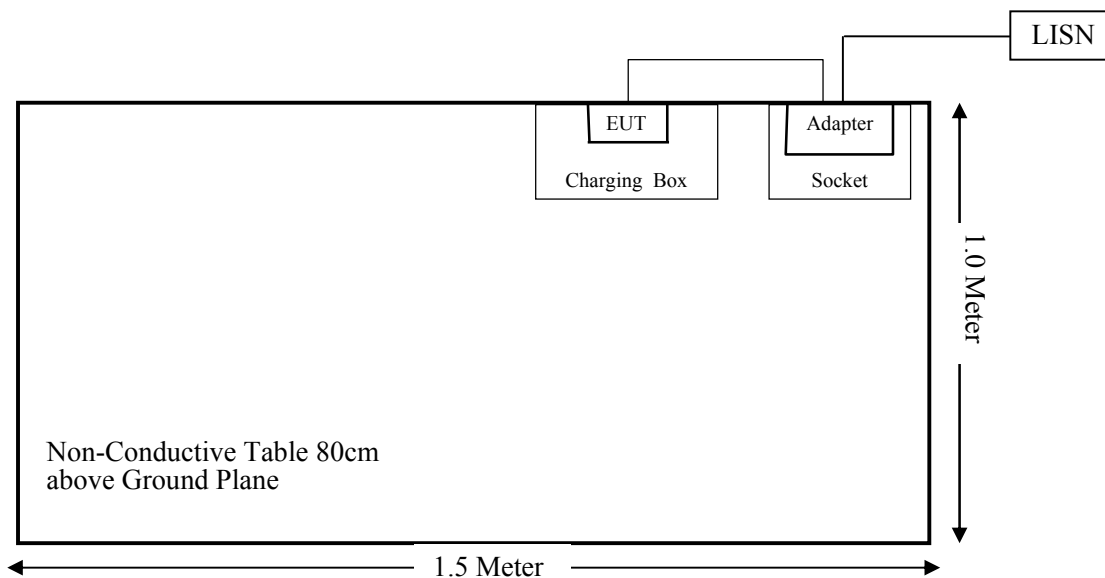 LISN
EUT
Adapter
Charging Box
Socket
1.0 Meter
Non-Conductive Table 80cm
above Ground Plane
1.5 Meter